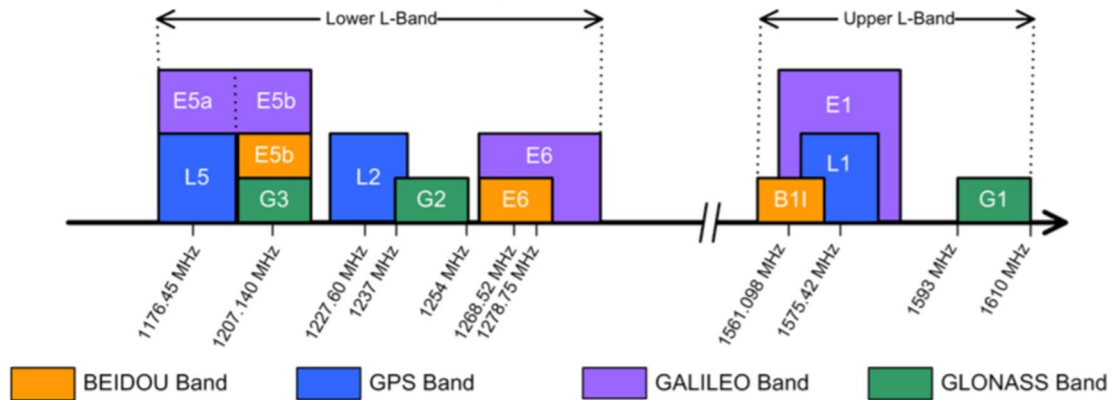 Lower L-Band
Upper L-Band
E5a
E5b
E1
E5b
E6
L5
L2
L1
G3
G2
E6
B1I
G1
1176.45 MHz
1207.140 MHz
1227.60 MHz
1237 MHz
1254 MHz
1268.52 MHz
1278.75 MHz
1561.098 MHz
1575.42 MHz
1593 MHz
1610 MHz
BEIDOU Band
GPS Band
GALILEO Band
GLONASS Band